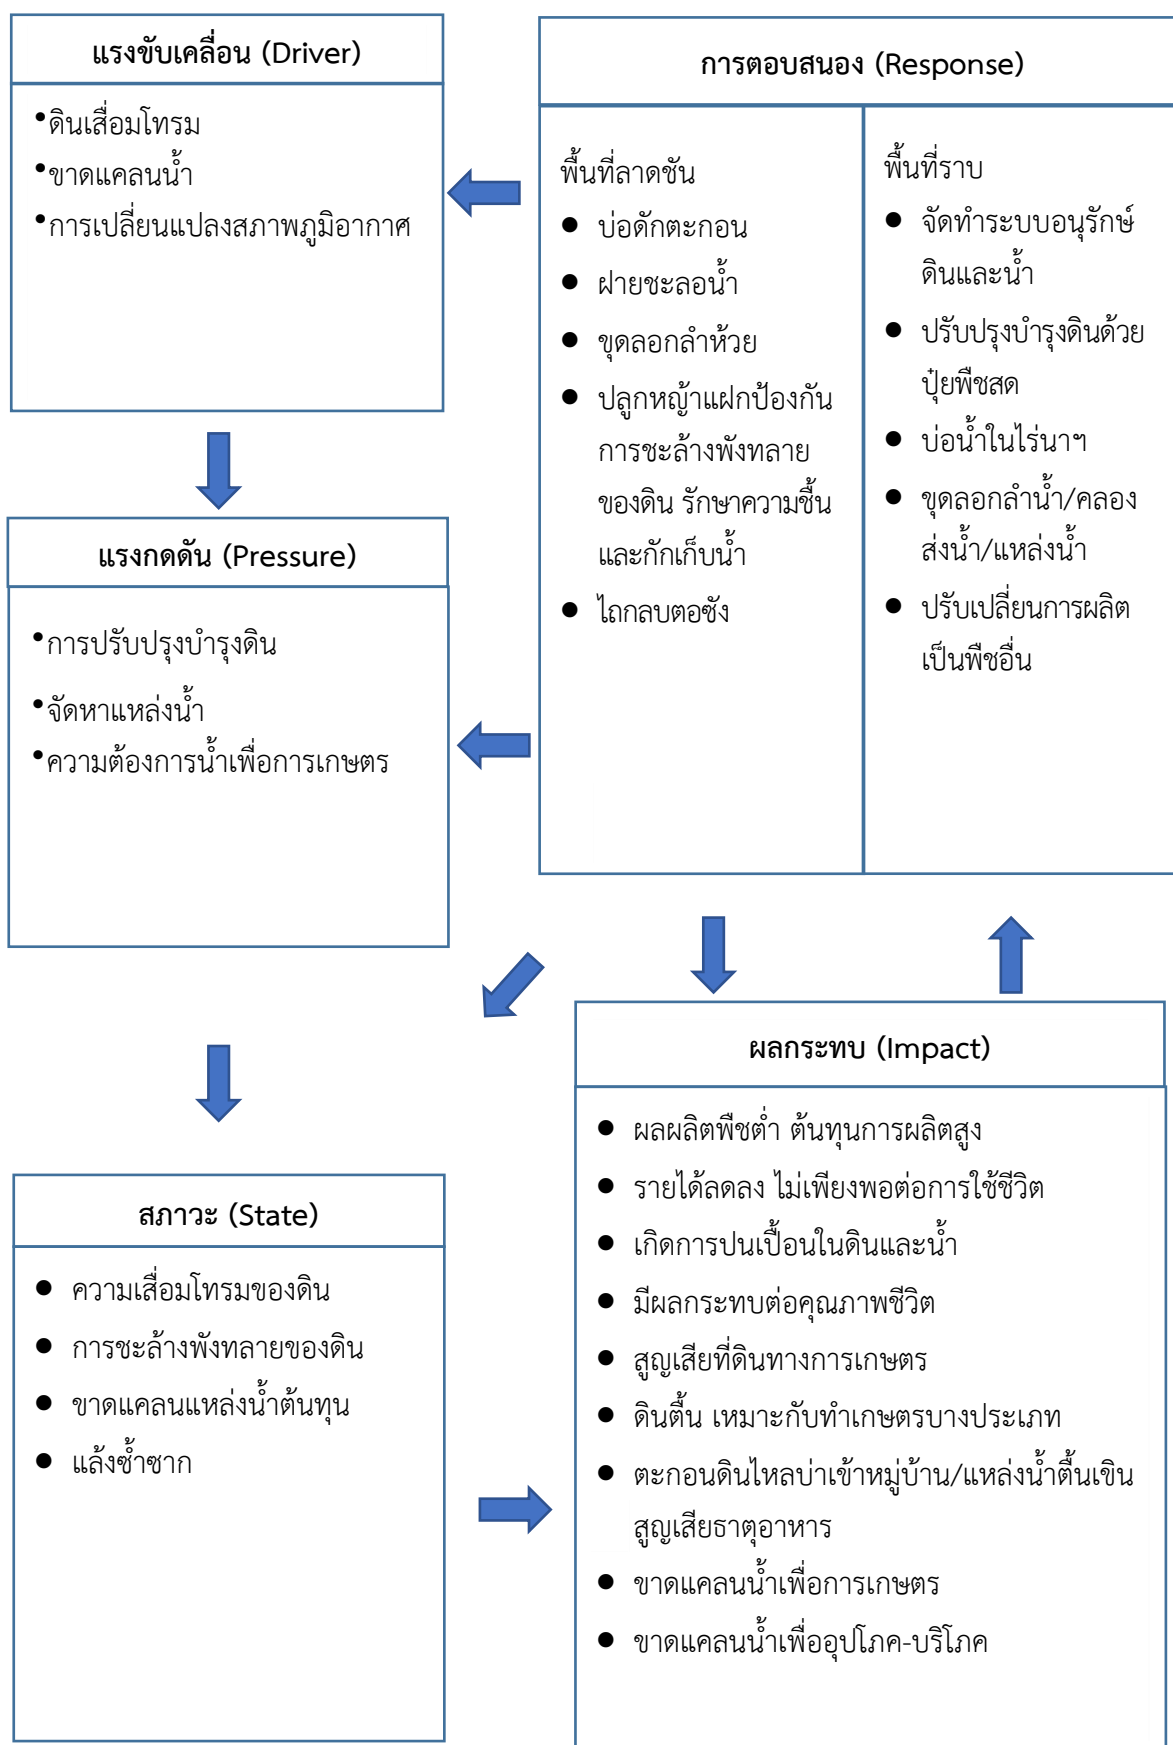 แรงขับเคลื่อน (Driver)
•ดินเสื่อมโทรม
•ขาดแคลนน้ำ
•การเปลี่ยนแปลงสภาพภูมิอากาศ
การตอบสนอง (Response)
พื้นที่ลาดชัน
● บ่อดักตะกอน
● ฝายชะลอน้ำ
● ขุดลอกลำห้วย
● ปลูกหญ้าแฝกป้องกัน
การชะล้างพังทลาย
ของดิน รักษาความชื้น
และกักเก็บน้ำ
● ไถกลบตอซัง
พื้นที่ราบ
● จัดทำระบบอนุรักษ์
ดินและน้ำ
● ปรับปรุงบำรุงดินด้วย
ปุ๋ยพืชสด
● บ่อน้ำในไร่นาฯ
● ขุดลอกลำน้ำ/คลอง
ส่งน้ำ/แหล่งน้ำ
● ปรับเปลี่ยนการผลิต
เป็นพืชอื่น
แรงกดดัน (Pressure)
•การปรับปรุงบำรุงดิน
•จัดหาแหล่งน้ำ
•ความต้องการน้ำเพื่อการเกษตร
สภาวะ (State)
● ความเสื่อมโทรมของดิน
● การชะล้างพังทลายของดิน
● ขาดแคลนแหล่งน้ำต้นทุน
● แล้งซ้ำซาก
ผลกระทบ (Impact)
● ผลผลิตพืชต่ำ ต้นทุนการผลิตสูง
● รายได้ลดลง ไม่เพียงพอต่อการใช้ชีวิต
● เกิดการปนเปื้อนในดินและน้ำ
● มีผลกระทบต่อคุณภาพชีวิต
● สูญเสียที่ดินทางการเกษตร
● ดินตื้น เหมาะกับทำเกษตรบางประเภท
● ตะกอนดินไหลบ่าเข้าหมู่บ้าน/แหล่งน้ำตื้นเขิน
สูญเสียธาตุอาหาร
● ขาดแคลนน้ำเพื่อการเกษตร
● ขาดแคลนน้ำเพื่ออุปโภค-บริโภค